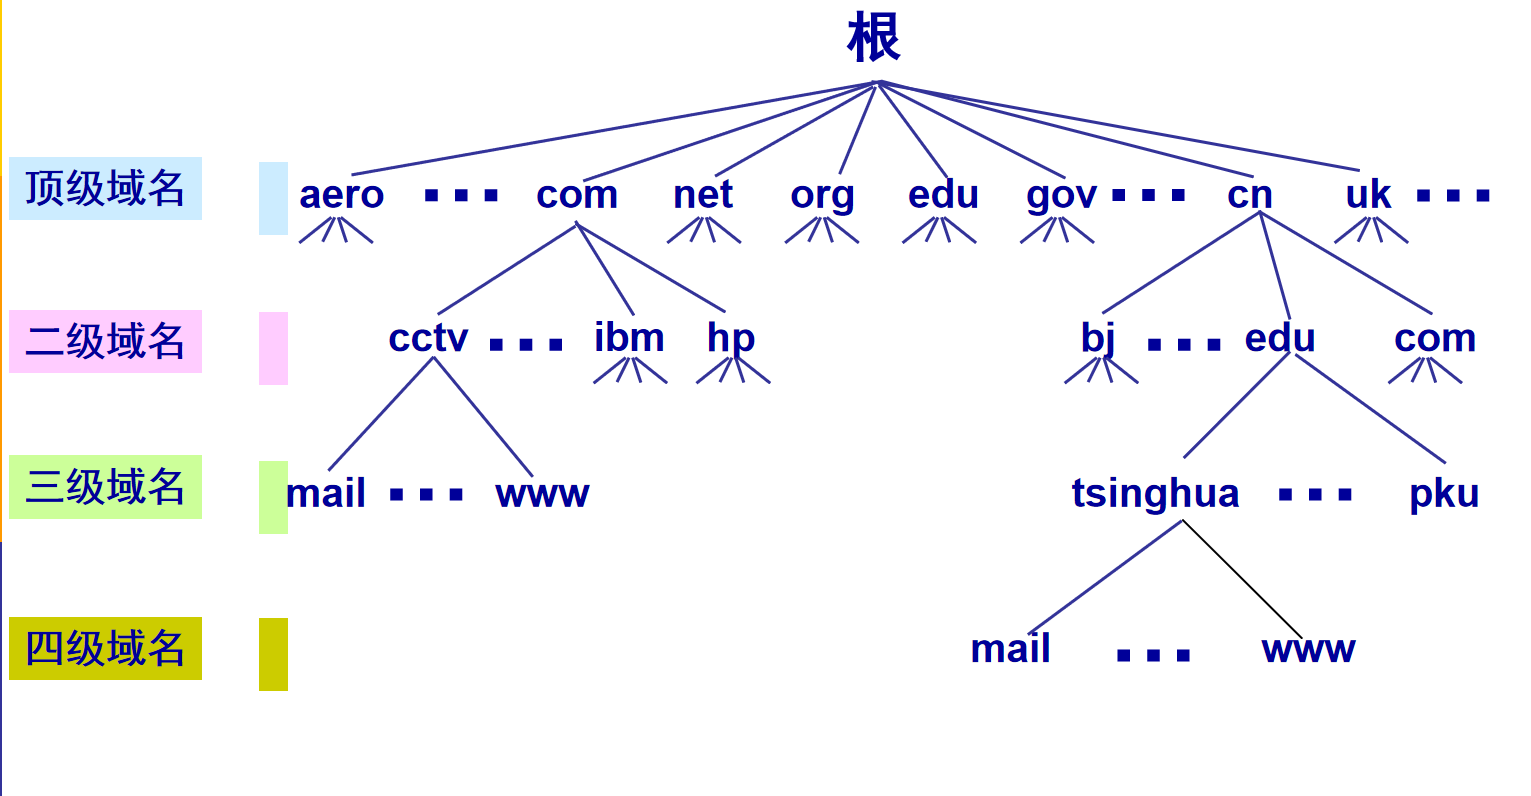 根
顶级域名 aero ... com net org edu gov ... cn uk ...
二级域名 cctv ... ibm hp bj ... edu com
三级域名 mail ... www tsinghua ... pku
四级域名 mail ... www